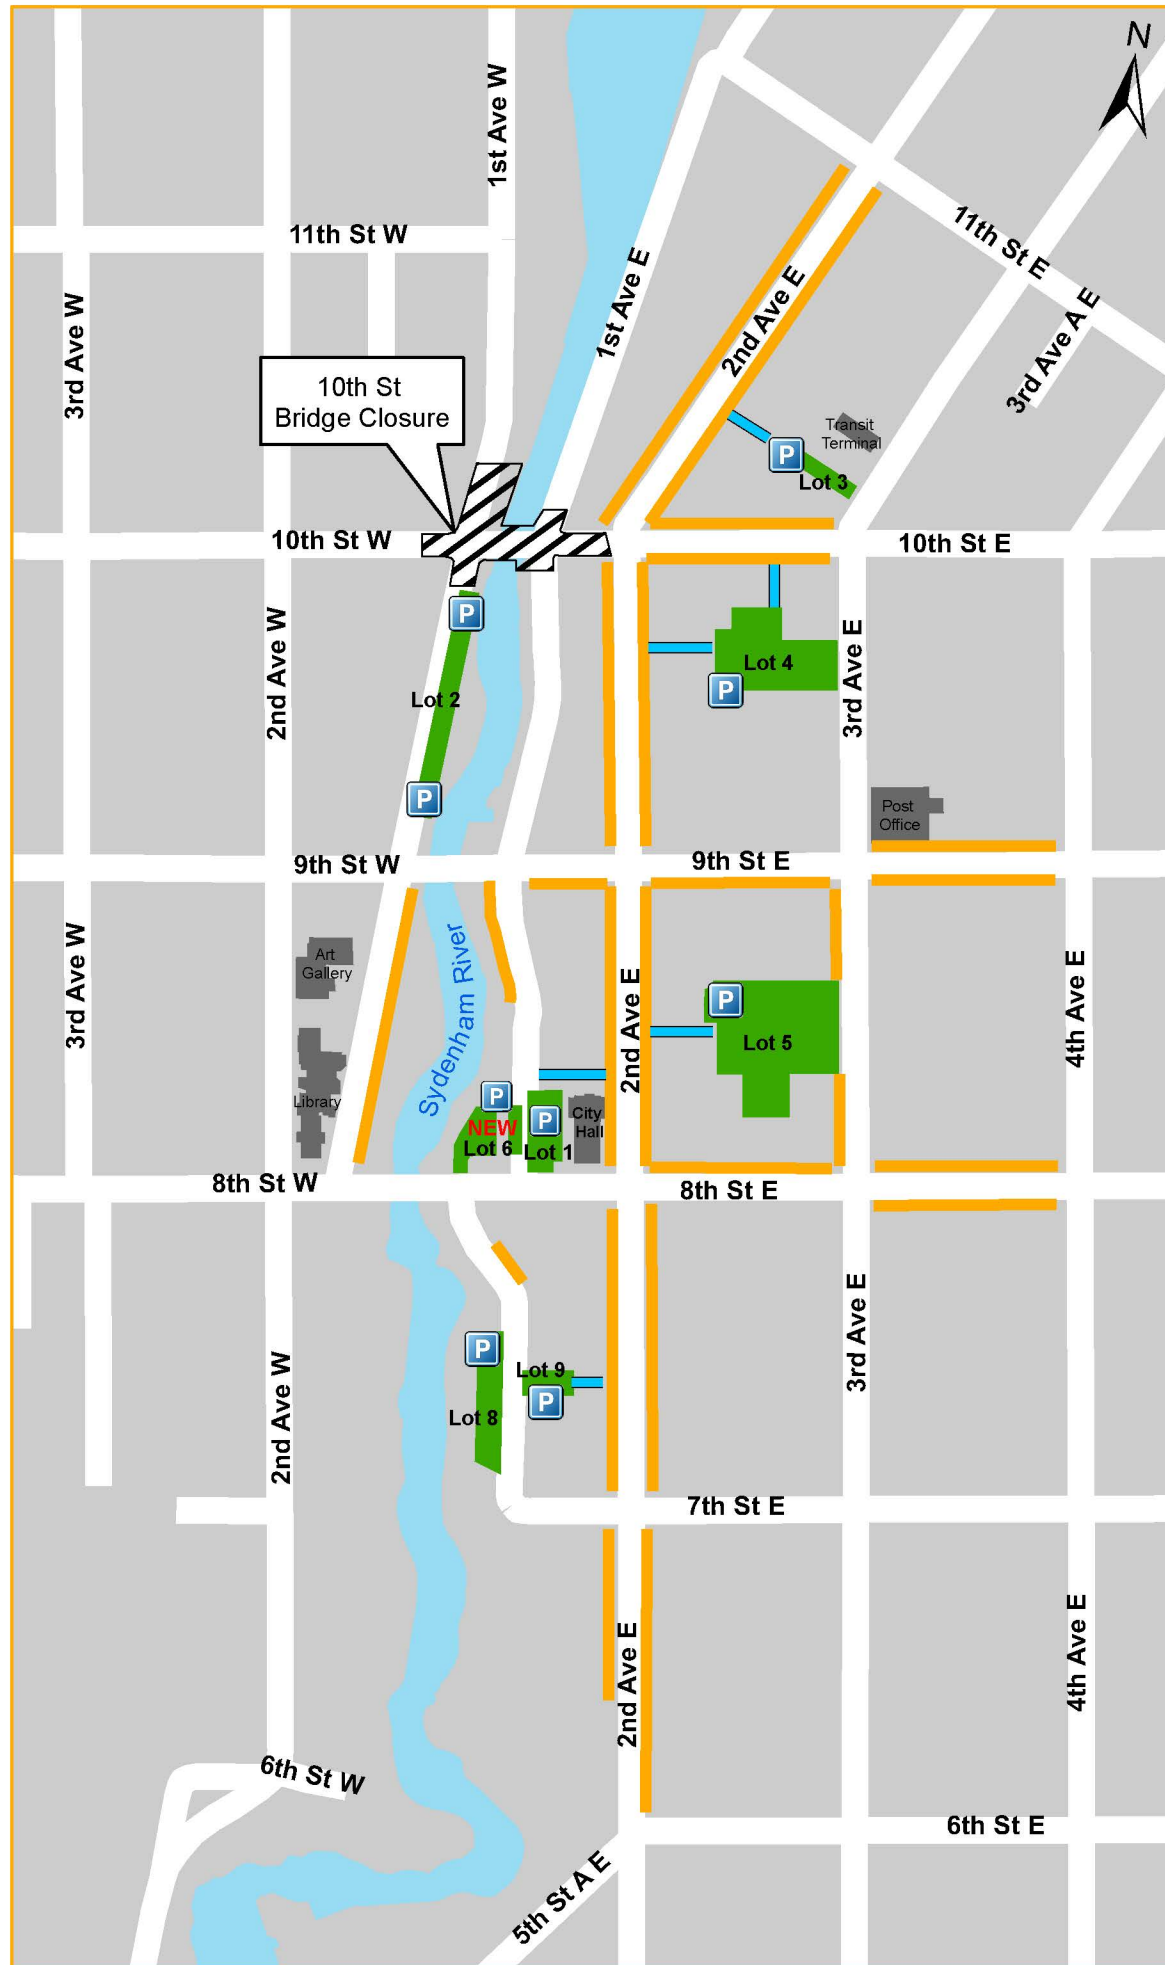 N
1st Ave W
11th St W
11th St E
3rd Ave W
1st Ave E
2nd Ave E
3rd Ave A E
10th St
Bridge Closure
Transit
Terminal
P
Lot 3
10th St W
10th St E
P
2nd Ave W
Lot 2
Lot 4
P
3rd Ave E
P
Post
Office
9th St W
9th St E
3rd Ave W
Art
Gallery
Sydenham River
2nd Ave E
P
Lot 5
4th Ave E
Library
P
NEW
Lot 6
P
Lot 1
City
Hall
8th St W
8th St E
3rd Ave E
2nd Ave W
P
Lot 9
P
Lot 8
7th St E
2nd Ave E
4th Ave E
6th St W
6th St E
5th St A E